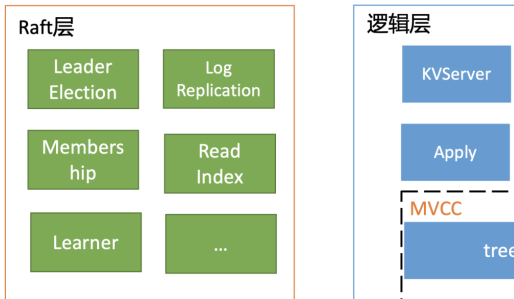 Raft层
Leader
Election
Log
Replication
Members
hip
Read
Index
Learner
...
逻辑层
KVServer
Apply
MVCC